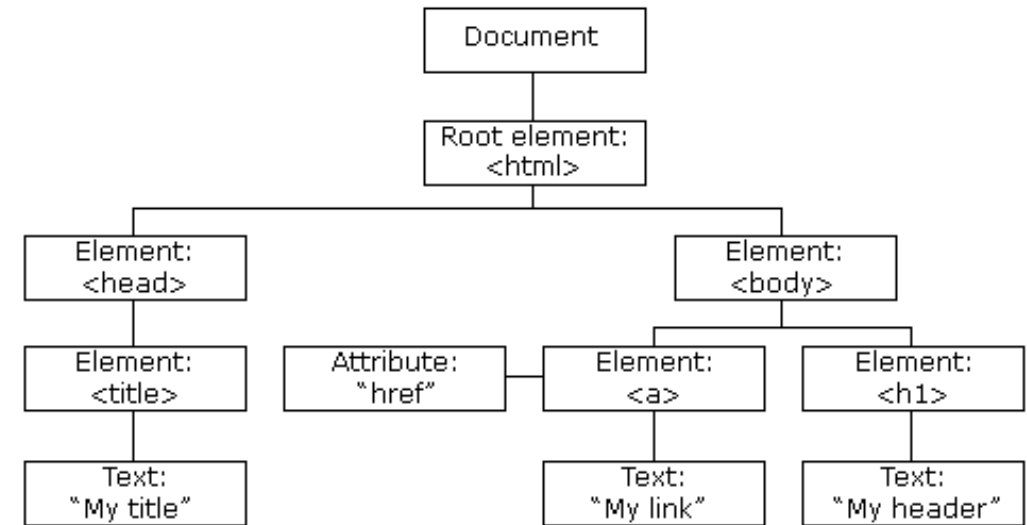 Document
Root element:
<html>
Element:
<head>
Element:
<body>
Element:
<title>
Attribute:
“href”
Element:
<a>
Element:
<h1>
Text:
“My title”
Text:
“My link”
Text:
“My header”